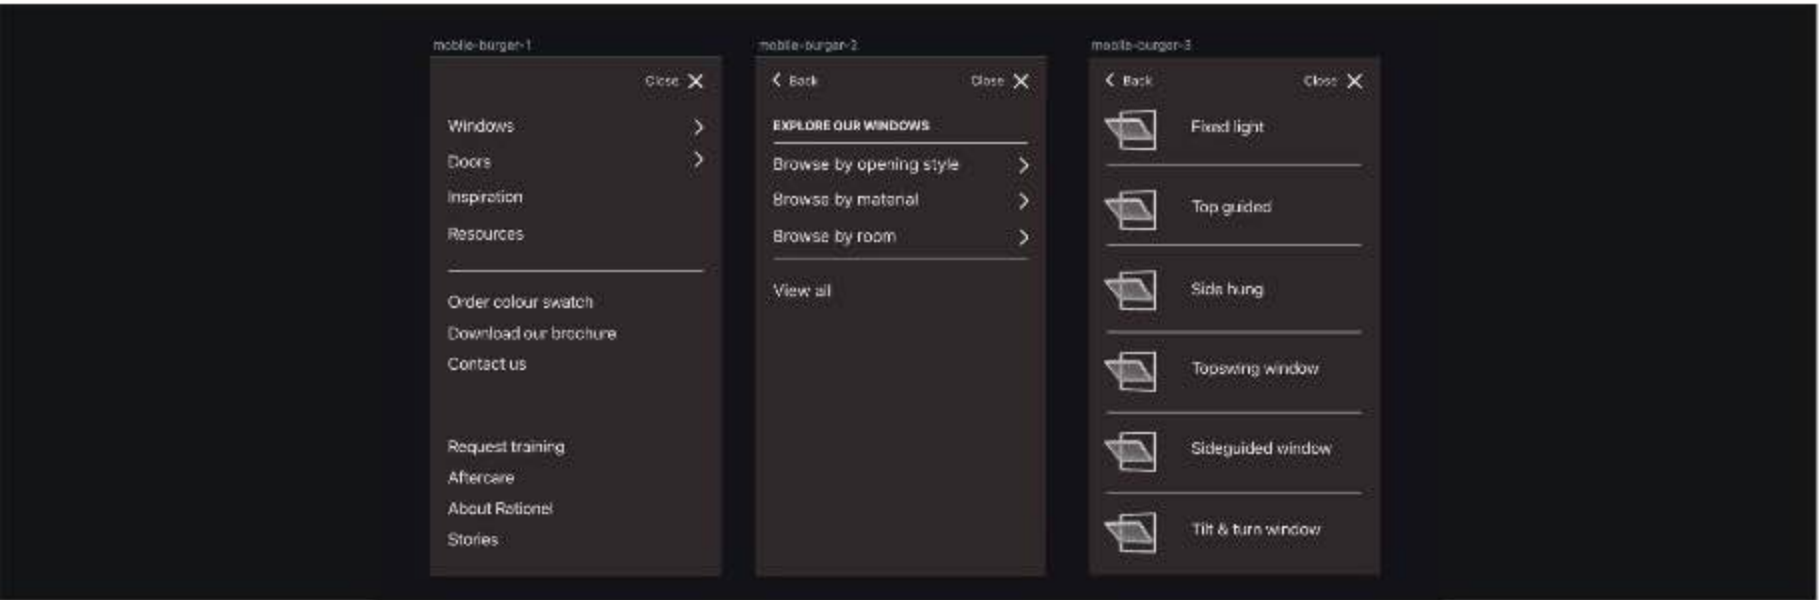 mobile-burger-1
Close
Windows
Doors
Inspiration
Resources
Order colour swatch
Download our brochure
Contact us
Request training
Aftercare
About Rationel
Stories
mobile-burger-2
Back Close
EXPLORE OUR WINDOWS
Browse by opening style
Browse by material
Browse by room
View all
mobile-burger-3
Back Close
Fixed light
Top guided
Side hung
Topswing window
Sideguided window
Tilt & turn window